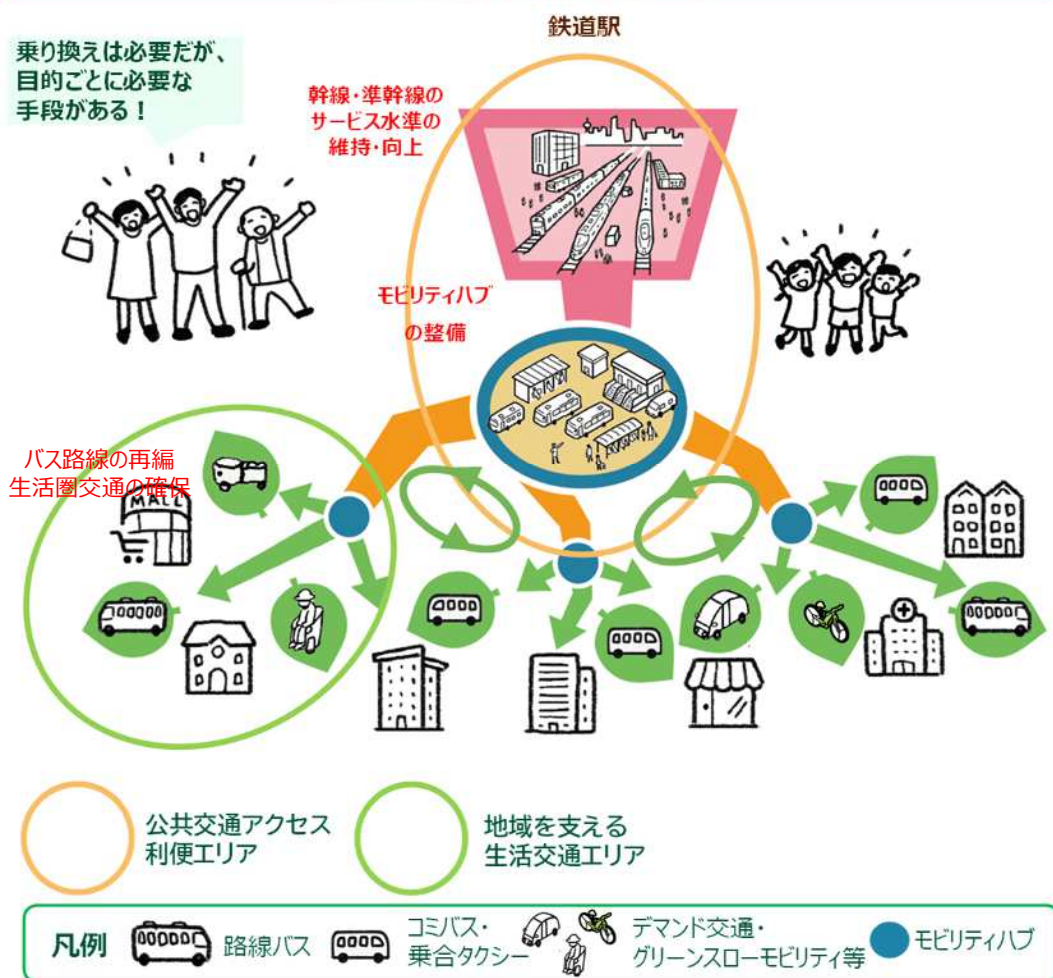 鉄道駅
乗り換えは必要だが、
目的ごとに必要な
手段がある!
幹線・準幹線の
サービス水準の
維持・向上
モビリティハブ
の整備
バス路線の再編
生活圏交通の確保
MALL
公共交通アクセス
利便エリア
地域を支える
生活交通エリア
凡例
路線バス
コミバス・
乗合タクシー
デマンド交通・
グリーンスローモビリティ等
モビリティハブ